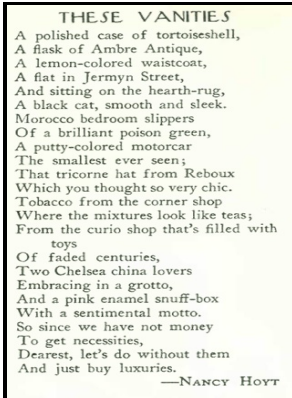 THESE VANITIES
A polished case of tortoiseshell,
A flask of Ambre Antique,
A lemon-colored waistcoat,
A flat in Jermyn Street,
And sitting on the hearth-rug,
A black cat, smooth and sleek.
Morocco bedroom slippers
Of a brilliant poison green,
A putty-colored motorcar
The smallest ever seen;
That tricorne hat from Reboux
Which you thought so very chic.
Tobacco from the corner shop
Where the mixtures look like teas;
From the curio shop that's filled with
toys
Of faded centuries,
Two Chelsea china lovers
Embracing in a grotto,
And a pink enamel snuff-box
With a sentimental motto.
So since we have not money
To get necessities,
Dearest, let's do without them
And just buy luxuries.
—NANCY HOYT